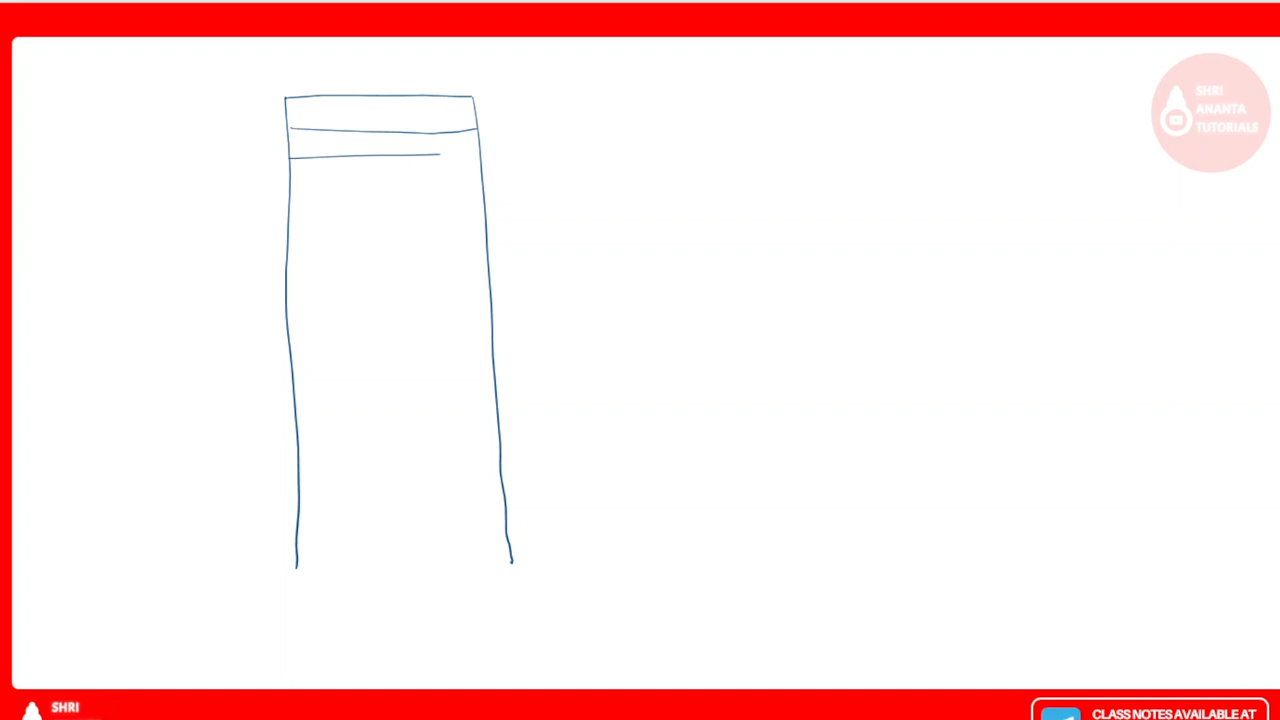 SHRI
ANANTA
TUTORIALS
SHRI
CLASS NOTES AVAILABLE AT